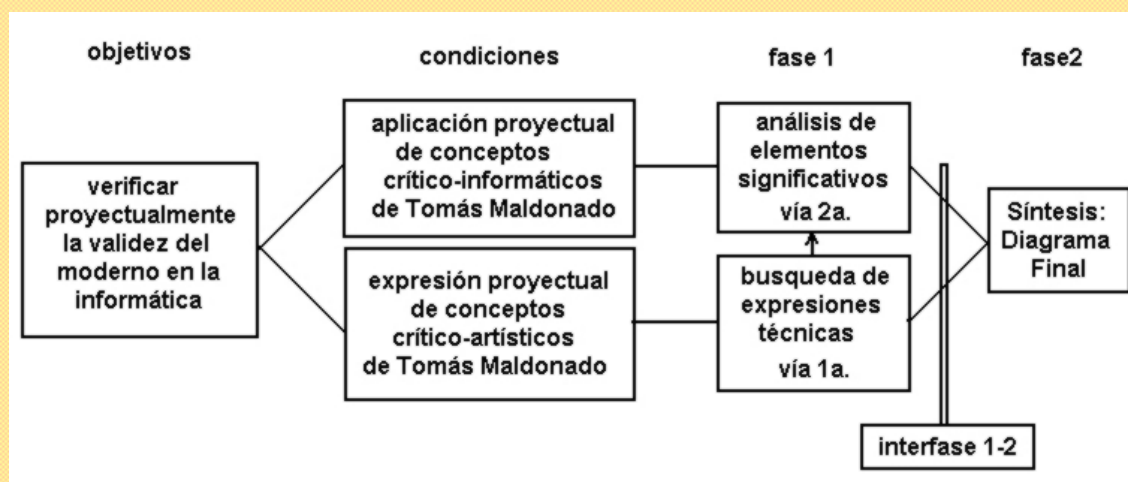 objetivos
condiciones
fase 1
fase2
verificar
proyectualmente
la validez del
moderno en la
informática
aplicación proyectual
de conceptos
crítico-informáticos
de Tomás Maldonado
expresión proyectual
de conceptos
crítico-artísticos
de Tomás Maldonado
análisis de
elementos
significativos
vía 2a.
busqueda de
expresiones
técnicas
vía 1a.
Síntesis:
Diagrama
Final
interfase 1-2